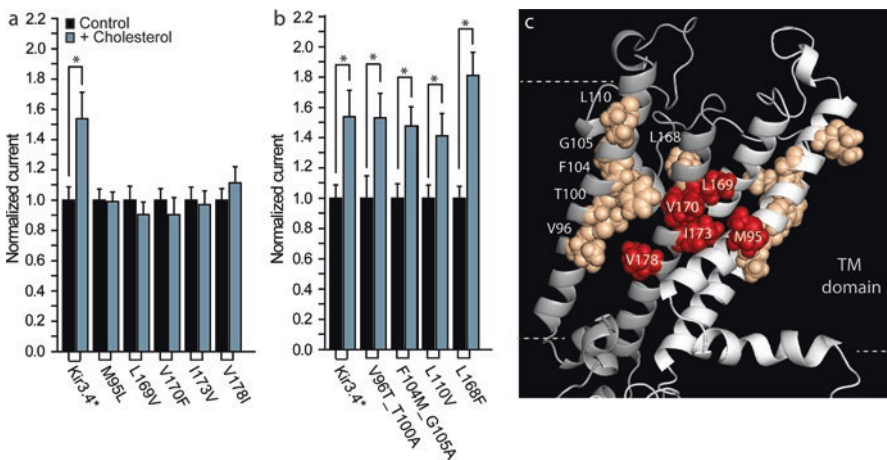 a
Normalized current
2.2
2.0
1.8
1.6
1.4
1.2
1.0
0.8
0.6
0.4
0.2
0.0
Control
+ Cholesterol
*
Kir3.4*
M95L
L169V
V170F
I173V
V178I
b
Normalized current
2.2
2.0
1.8
1.6
1.4
1.2
1.0
0.8
0.6
0.4
0.2
0.0
*
*
*
*
*
Kir3.4*
V96T_T100A
F104M_G105A
L110V
L168F
c
L110
G105
L168
F104
L169
T100
V170
V96
I173
M95
V178
TM
domain